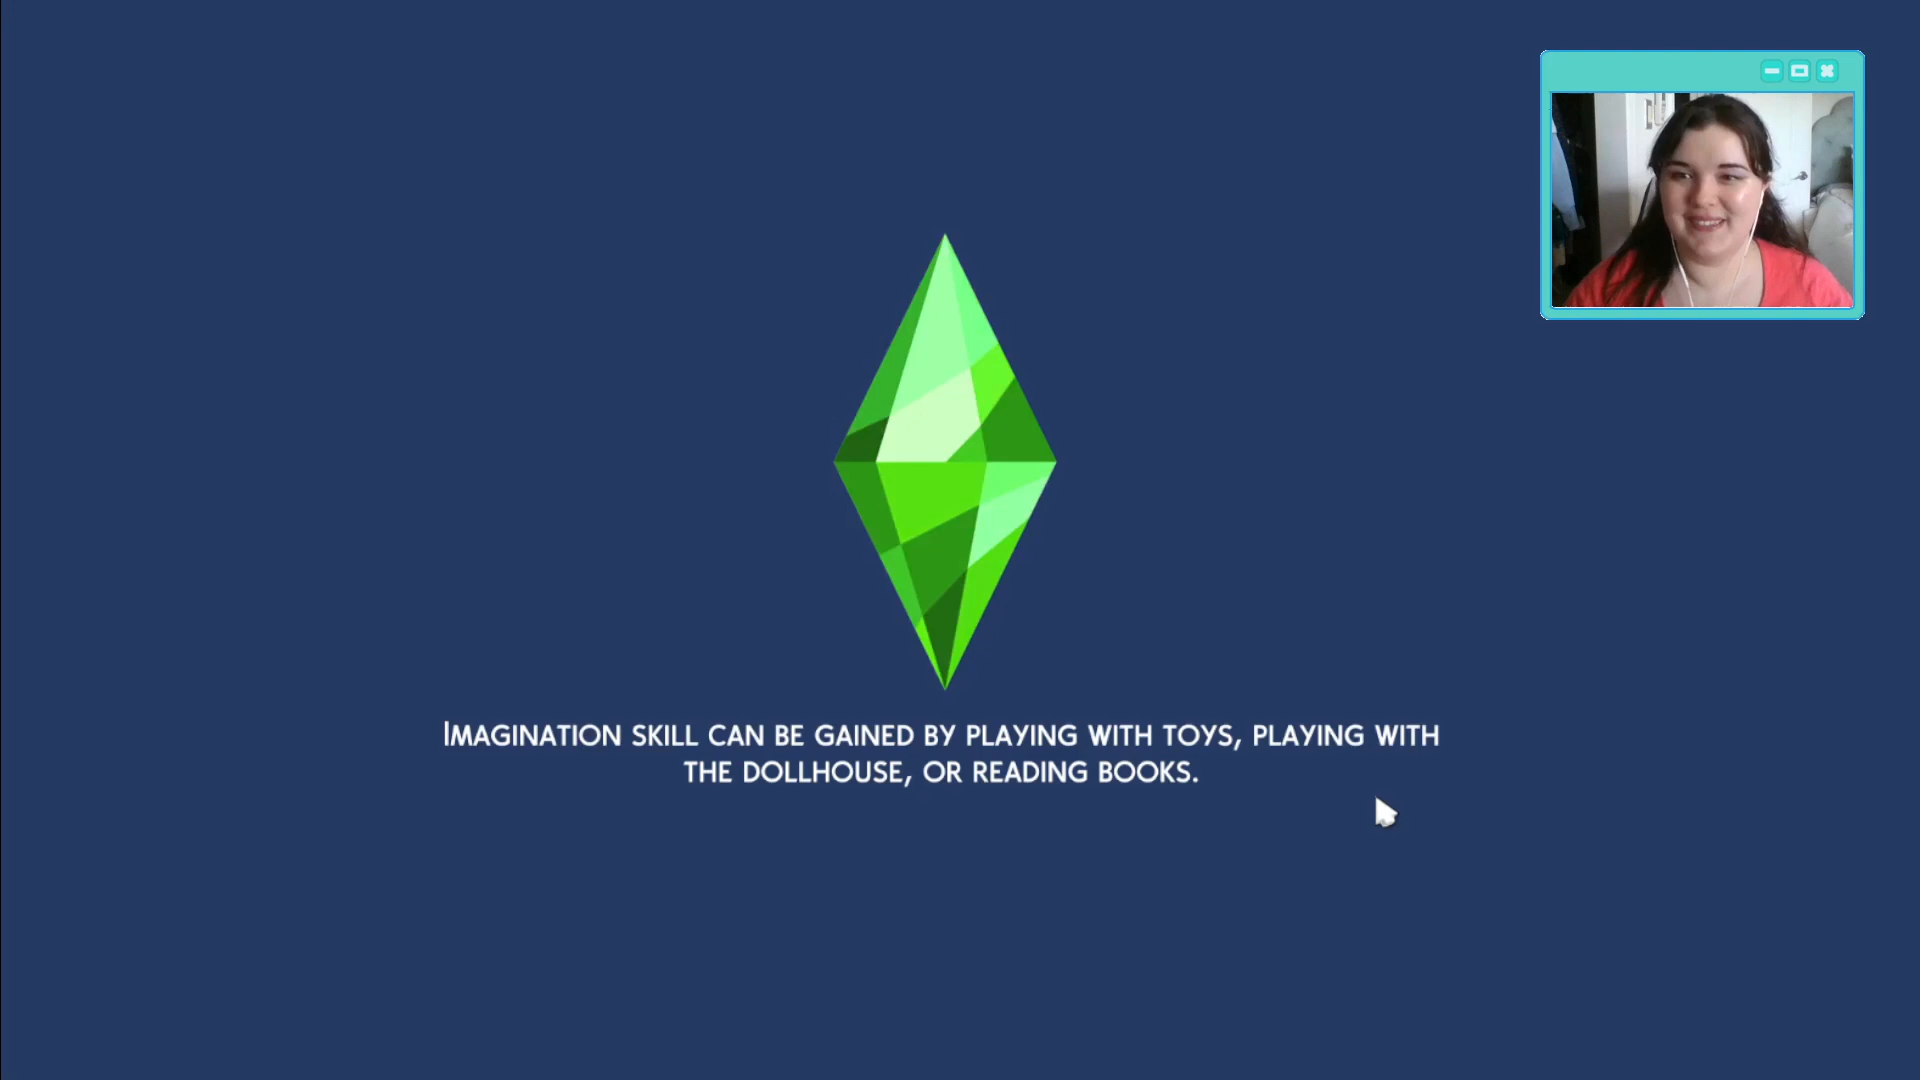 Imagination skill can be gained by playing with toys, playing with
the dollhouse, or reading books.